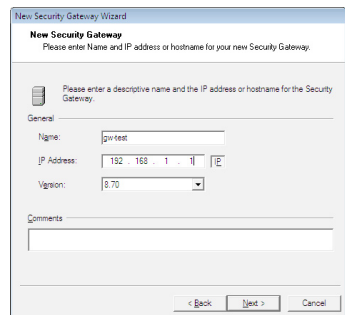 New Security Gateway Wizard
New Security Gateway
Please enter Name and IP address or hostname for your new Security Gateway.
Please enter a descriptive name and the IP address or hostname for the Security
Gateway.
General
Name: gw-test
IP Address: 192 . 168 . 1 . 1 IP
Version: 8.70
Comments
< Back Next > Cancel